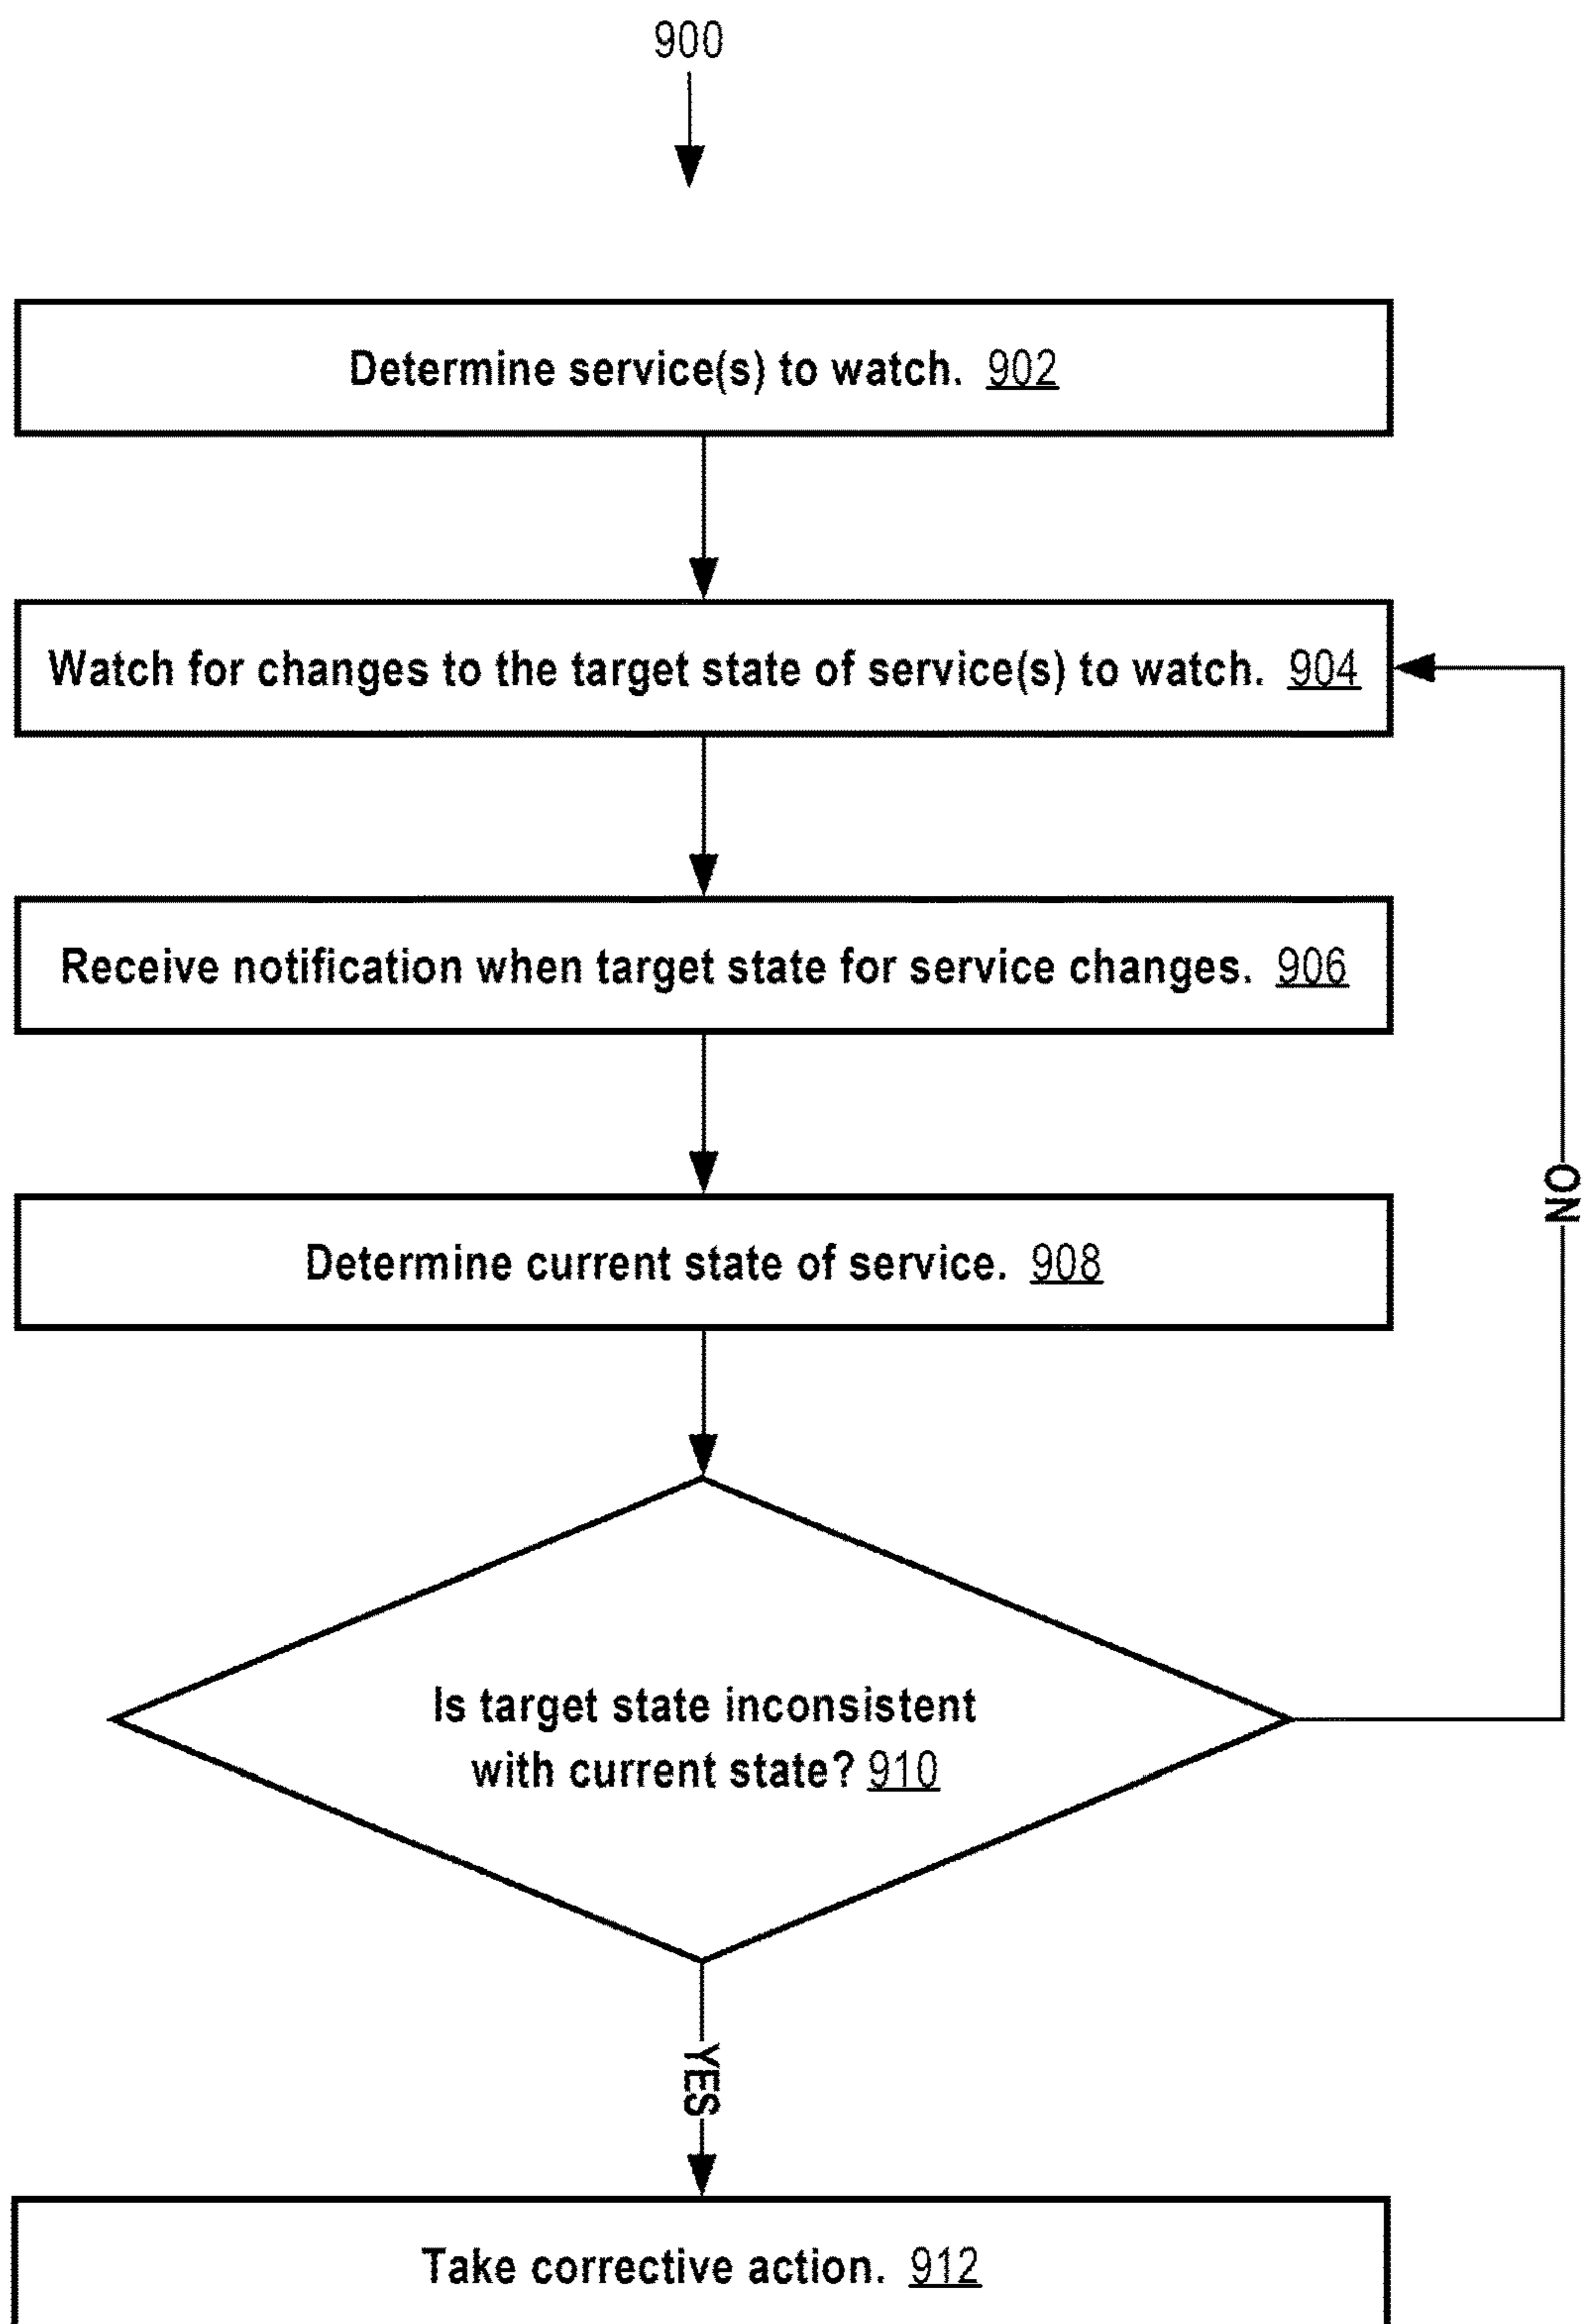 900
Determine service(s) to watch. 902
Watch for changes to the target state of service(s) to watch. 904
Receive notification when target state for service changes. 906
Determine current state of service. 908
NO
Is target state inconsistent
with current state? 910
YES
Take corrective action. 912